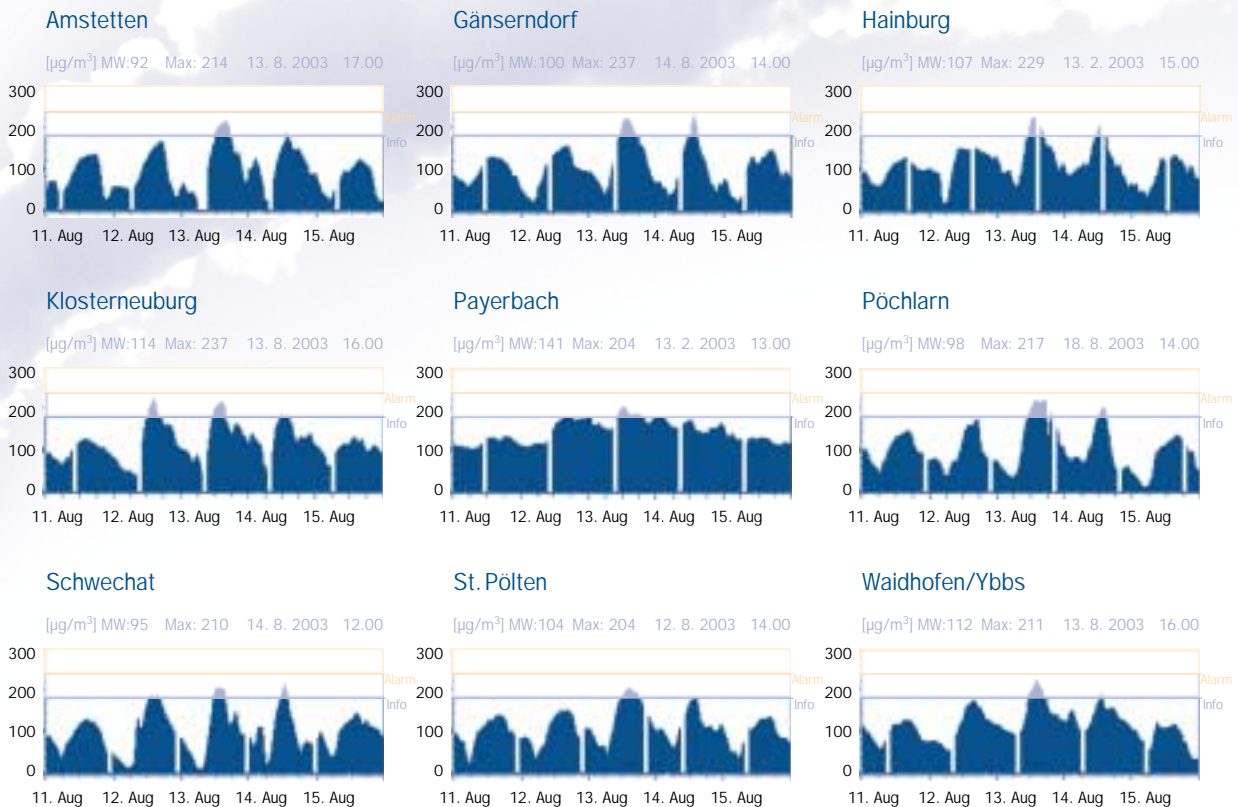 Amstetten
[µg/m³] MW:92 Max: 214 13. 8. 2003 17.00
300
200
100
0
Alarm
Info
11. Aug 12. Aug 13. Aug 14. Aug 15. Aug
Gänserndorf
[µg/m³] MW:100 Max: 237 14. 8. 2003 14.00
300
200
100
0
Alarm
Info
11. Aug 12. Aug 13. Aug 14. Aug 15. Aug
Hainburg
[µg/m³] MW:107 Max: 229 13. 2. 2003 15.00
300
200
100
0
Alarm
Info
11. Aug 12. Aug 13. Aug 14. Aug 15. Aug
Klosterneuburg
[µg/m³] MW:114 Max: 237 13. 8. 2003 16.00
300
200
100
0
Alarm
Info
11. Aug 12. Aug 13. Aug 14. Aug 15. Aug
Payerbach
[µg/m³] MW:141 Max: 204 13. 2. 2003 13.00
300
200
100
0
Alarm
Info
11. Aug 12. Aug 13. Aug 14. Aug 15. Aug
Pöchlarn
[µg/m³] MW:98 Max: 217 18. 8. 2003 14.00
300
200
100
0
Alarm
Info
11. Aug 12. Aug 13. Aug 14. Aug 15. Aug
Schwechat
[µg/m³] MW:95 Max: 210 14. 8. 2003 12.00
300
200
100
0
Alarm
Info
11. Aug 12. Aug 13. Aug 14. Aug 15. Aug
St. Pölten
[µg/m³] MW:104 Max: 204 12. 8. 2003 14.00
300
200
100
0
Alarm
Info
11. Aug 12. Aug 13. Aug 14. Aug 15. Aug
Waidhofen/Ybbs
[µg/m³] MW:112 Max: 211 13. 8. 2003 16.00
300
200
100
0
Alarm
Info
11. Aug 12. Aug 13. Aug 14. Aug 15. Aug